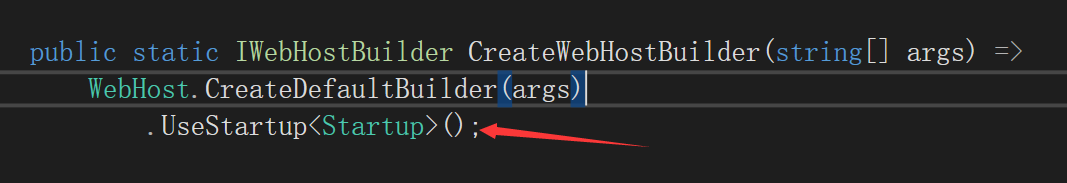 public static IWebHostBuilder CreateWebHostBuilder(string[] args) =>
WebHost.CreateDefaultBuilder(args)
.UseStartup<Startup>();